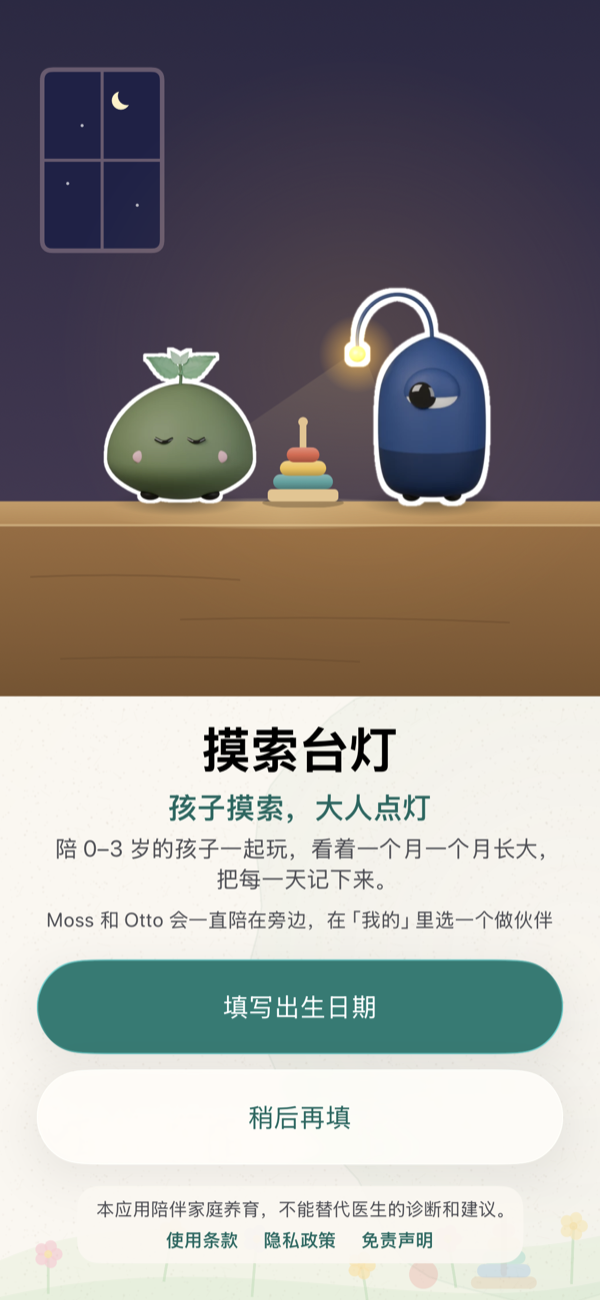 摸索台灯
孩子摸索，大人点灯
陪 0–3 岁的孩子一起玩，看着一个月一个月长大，
把每一天记下来。
Moss 和 Otto 会一直陪在旁边，在「我的」里选一个做伙伴
填写出生日期
稍后再填
本应用陪伴家庭养育，不能替代医生的诊断和建议。
使用条款 隐私政策 免责声明